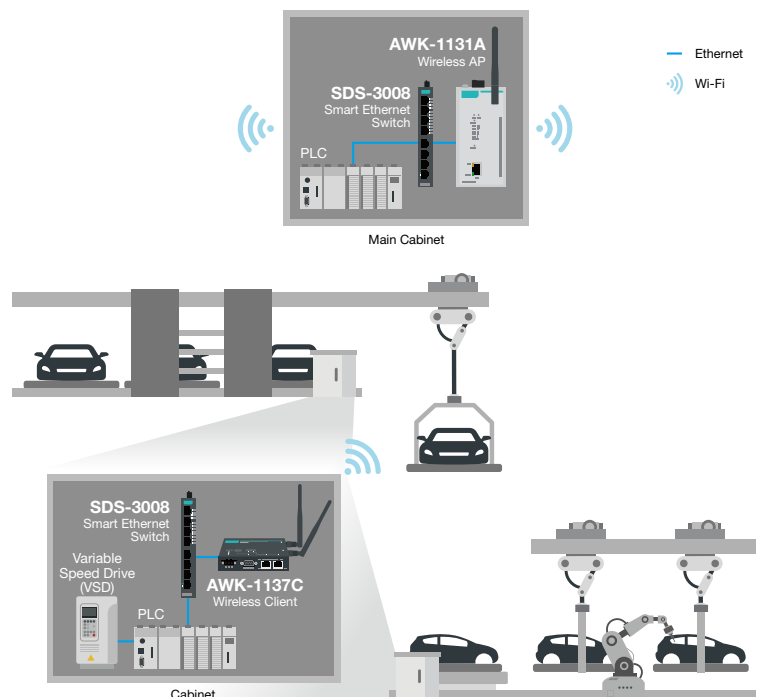 AWK-1131A
Wireless AP
SDS-3008
Smart Ethernet
Switch
PLC
Main Cabinet
Ethernet
Wi-Fi
SDS-3008
Smart Ethernet
Switch
Variable
Speed Drive
(VSD)
PLC
AWK-1137C
Wireless Client
Cabinet